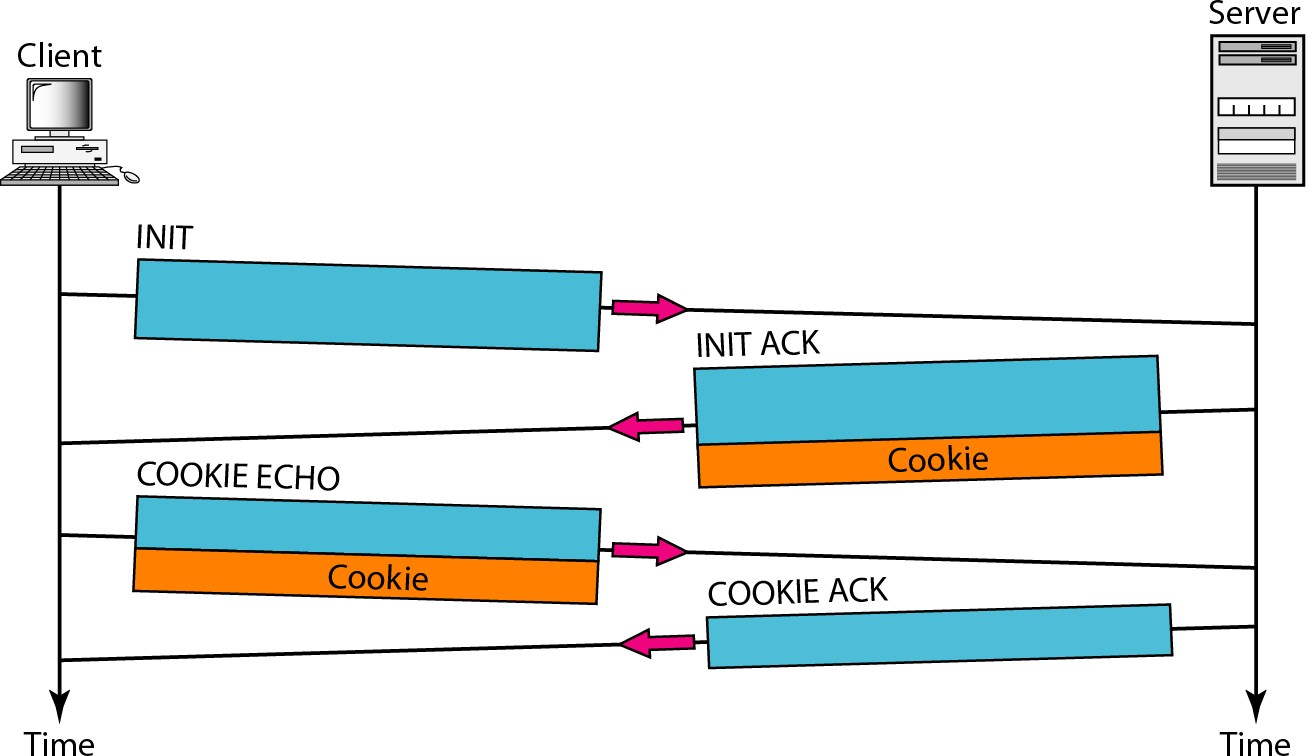 Server
Client
INIT
INIT ACK
Cookie
COOKIE ECHO
Cookie
COOKIE ACK
Time
Time